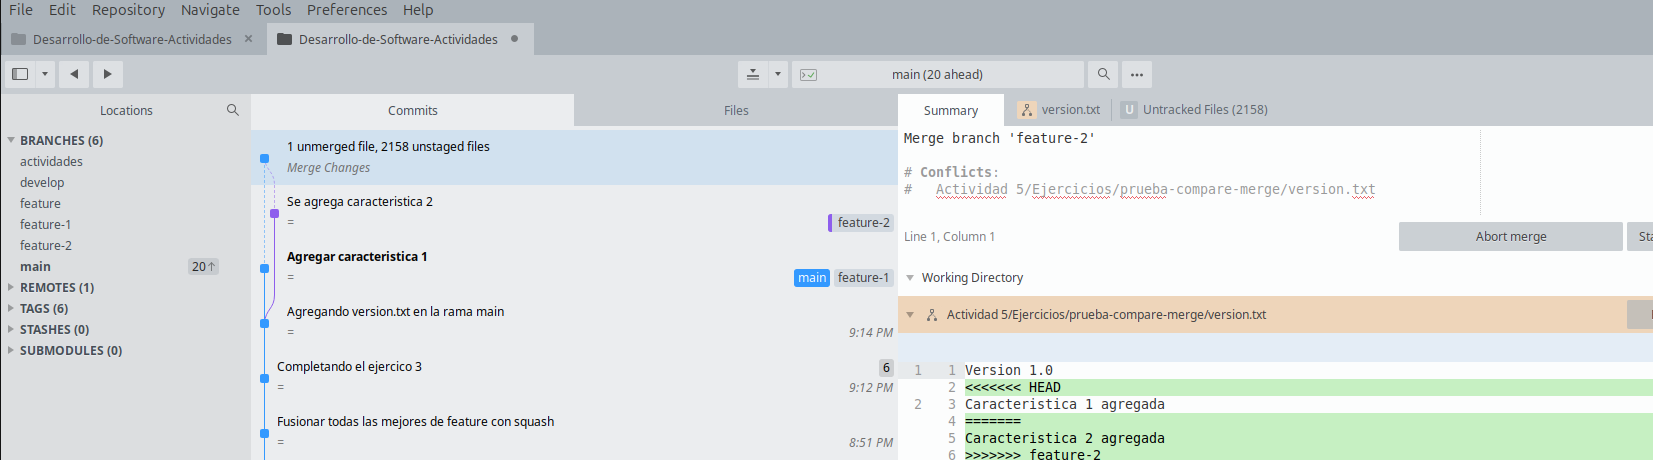 File Edit Repository Navigate Tools Preferences Help
Desarrollo-de-Software-Actividades
Desarrollo-de-Software-Actividades
main (20 ahead)
Locations
BRANCHES (6)
actividades
develop
feature
feature-1
feature-2
main 20↑
REMOTES (1)
TAGS (6)
STASHES (0)
SUBMODULES (0)
Commits
Files
1 unmerged file, 2158 unstaged files
Merge Changes
Se agrega caracteristica 2
= feature-2
Agregar caracteristica 1
= main feature-1
Agregando version.txt en la rama main
= 9:14 PM
Completando el ejercico 3 6
= 9:12 PM
Fusionar todas las mejores de feature con squash
= 8:51 PM
Summary
version.txt
U Untracked Files (2158)
Merge branch 'feature-2'
# Conflicts:
# Actividad 5/Ejercicios/prueba-compare-merge/version.txt
Line 1, Column 1
Abort merge
Working Directory
Actividad 5/Ejercicios/prueba-compare-merge/version.txt
1 1 Version 1.0
2 <<<<<<< HEAD
2 3 Caracteristica 1 agregada
4 =======
5 Caracteristica 2 agregada
6 >>>>>>> feature-2